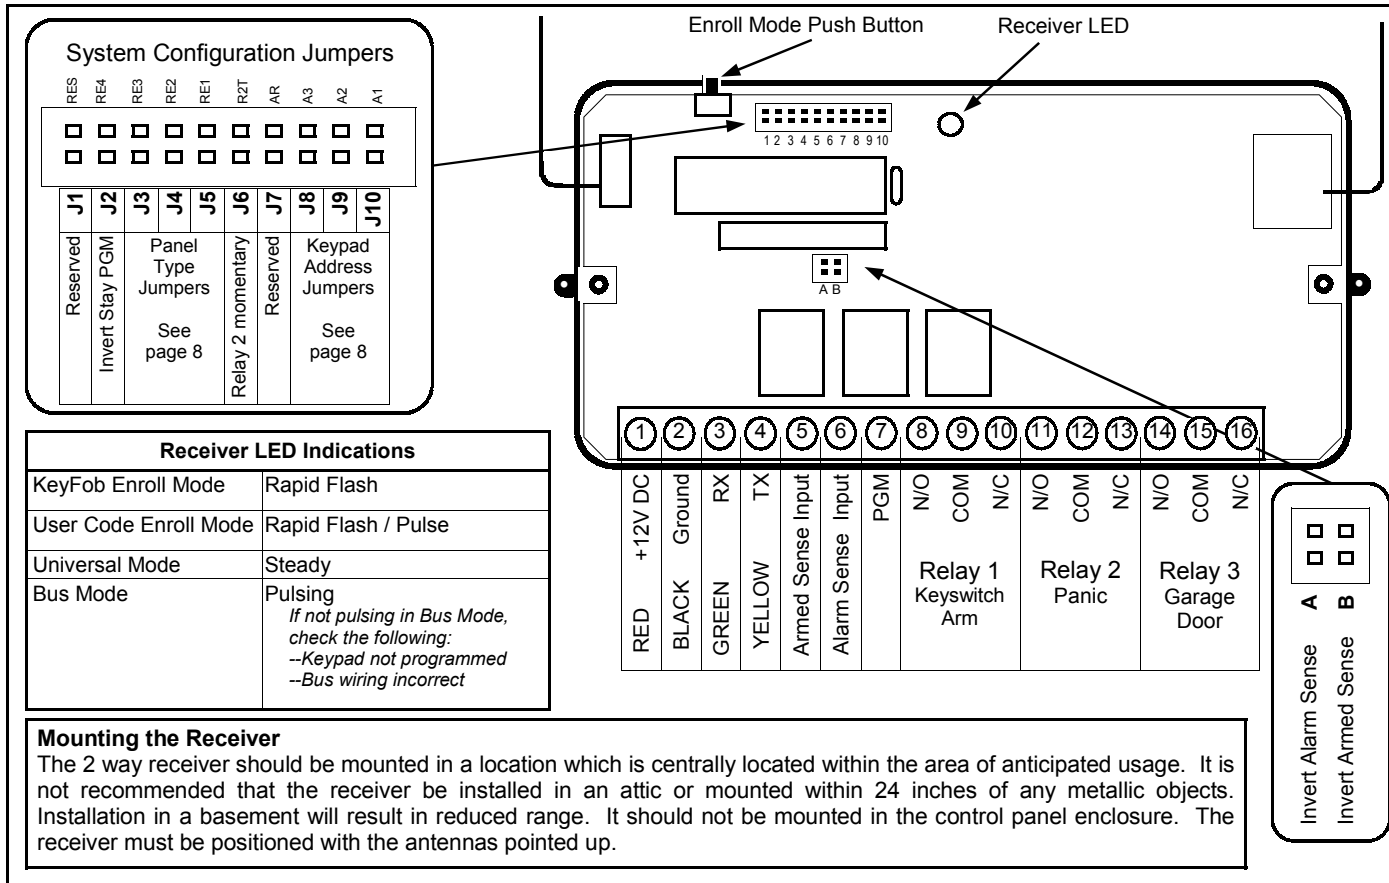 Enroll Mode Push Button
Receiver LED
System Configuration Jumpers
RES RE4 RE3 RE2 RE1 R2T AR A3 A2 A1
J1 J2 J3 J4 J5 J6 J7 J8 J9 J10
Reserved
Invert Stay PGM
Panel
Type
Jumpers
See
page 8
Relay 2 momentary
Reserved
Keypad
Address
Jumpers
See
page 8
1 2 3 4 5 6 7 8 9 10
A B
1 2 3 4 5 6 7 8 9 10 11 12 13 14 15 16
RED +12V DC
BLACK Ground
GREEN RX
YELLOW TX
Armed Sense Input
Alarm Sense Input
PGM
N/O COM N/C
Relay 1
Keyswitch
Arm
N/O COM N/C
Relay 2
Panic
N/O COM N/C
Relay 3
Garage
Door
Invert Alarm Sense A
Invert Armed Sense B
Receiver LED Indications
KeyFob Enroll Mode Rapid Flash
User Code Enroll Mode Rapid Flash / Pulse
Universal Mode Steady
Bus Mode Pulsing
If not pulsing in Bus Mode,
check the following:
--Keypad not programmed
--Bus wiring incorrect
Mounting the Receiver
The 2 way receiver should be mounted in a location which is centrally located within the area of anticipated usage. It is
not recommended that the receiver be installed in an attic or mounted within 24 inches of any metallic objects.
Installation in a basement will result in reduced range. It should not be mounted in the control panel enclosure. The
receiver must be positioned with the antennas pointed up.